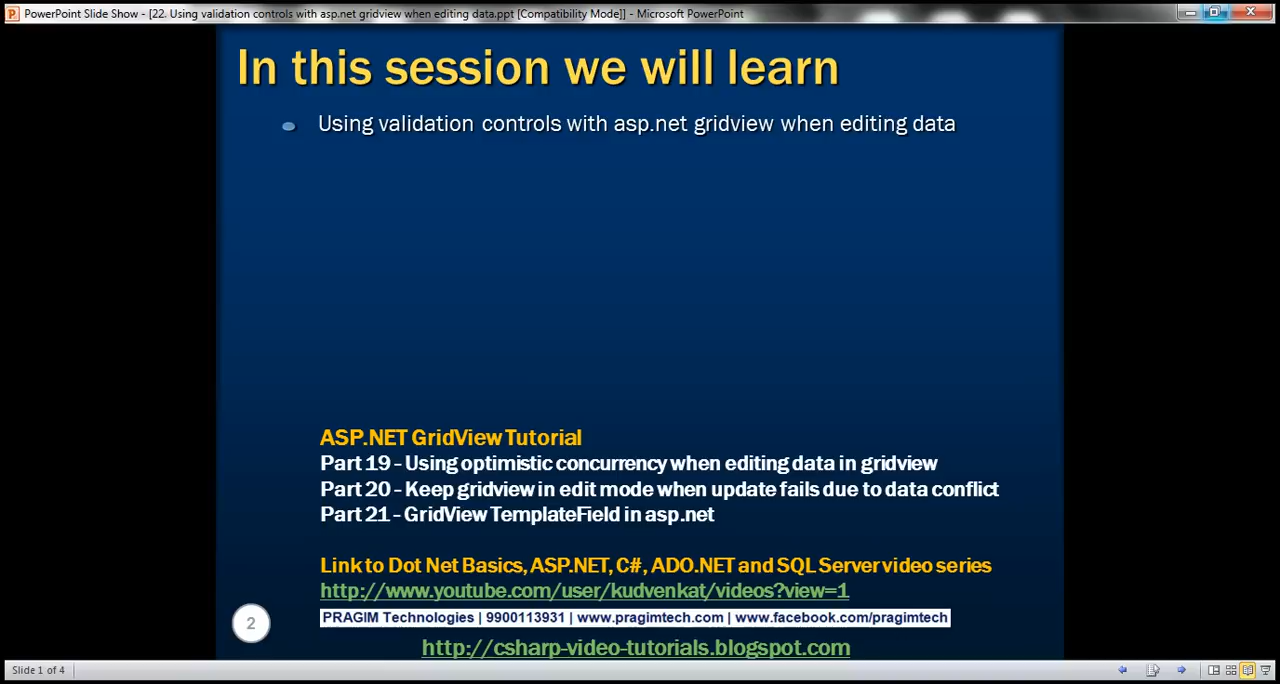 PowerPoint Slide Show - [22. Using validation controls with asp.net gridview when editing data.ppt [Compatibility Mode]] - Microsoft PowerPoint
In this session we will learn
Using validation controls with asp.net gridview when editing data
ASP.NET GridView Tutorial
Part 19 - Using optimistic concurrency when editing data in gridview
Part 20 - Keep gridview in edit mode when update fails due to data conflict
Part 21 - GridView TemplateField in asp.net
Link to Dot Net Basics, ASP.NET, C#, ADO.NET and SQL Server video series
http://www.youtube.com/user/kudvenkat/videos?view=1
PRAGIM Technologies | 9900113931 | www.pragimtech.com | www.facebook.com/pragimtech
2
http://csharp-video-tutorials.blogspot.com
Slide 1 of 4